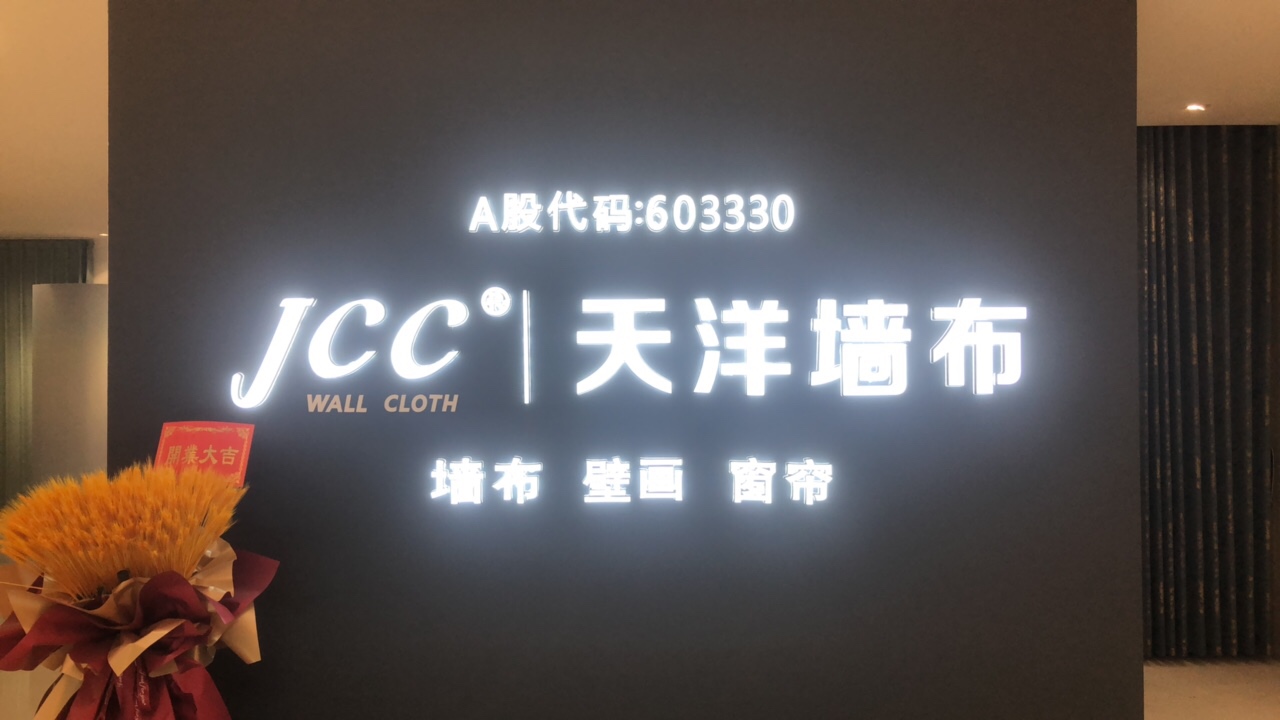 A股代码:603330
JCC® | 天洋墙布
WALL CLOTH
墙布 壁画 窗帘
開業大吉